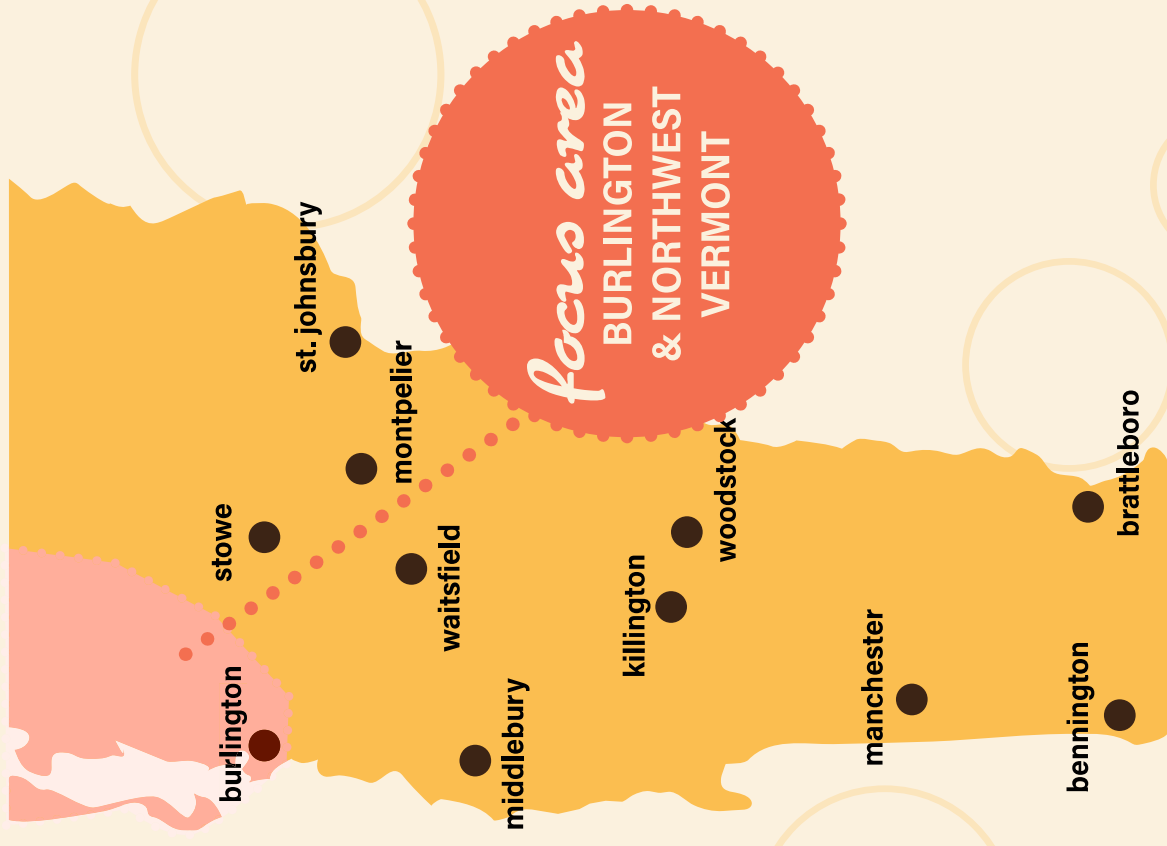 focus area
BURLINGTON
& NORTHWEST
VERMONT
burlington
stowe
st. johnsbury
montpelier
waitsfield
middlebury
killington
woodstock
manchester
bennington
brattleboro